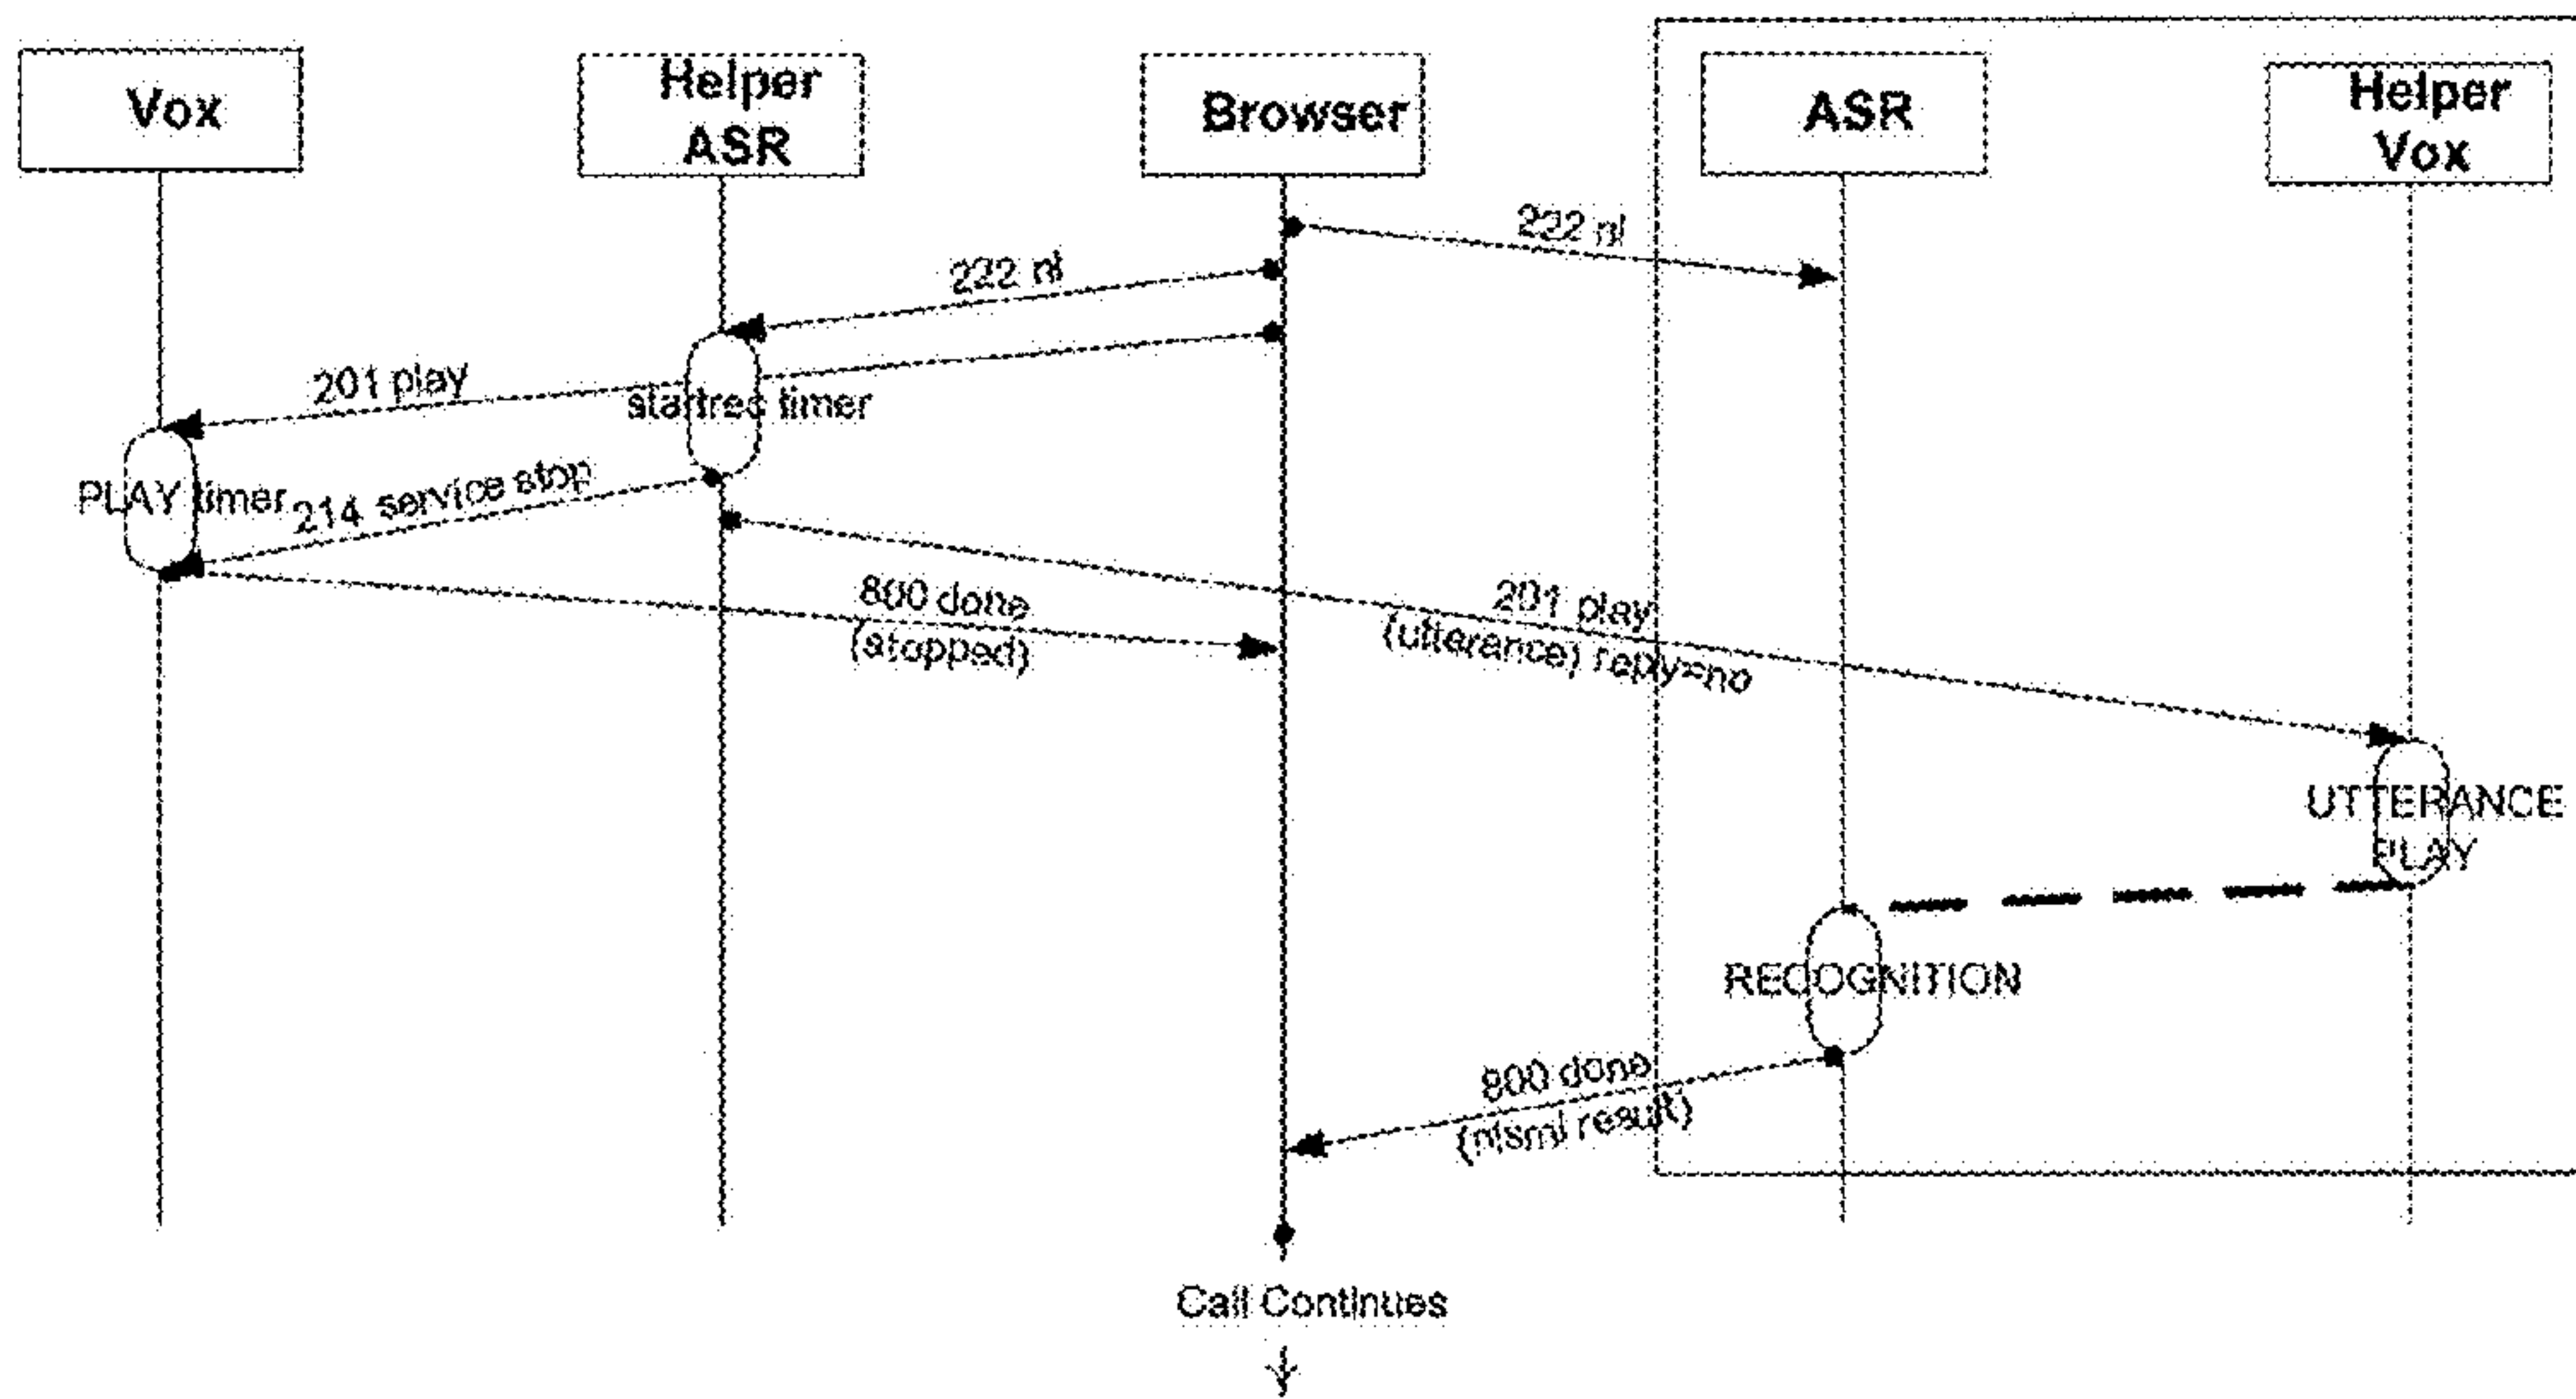 Vox
Helper
ASR
Browser
ASR
Helper
Vox
222 nl
222 nl
201 play
startrec timer
PLAY timer
214 service stop
800 done
(stopped)
201 play
(utterance) reply=no
UTTERANCE
PLAY
RECOGNITION
800 done
(nlsml result)
Call Continues